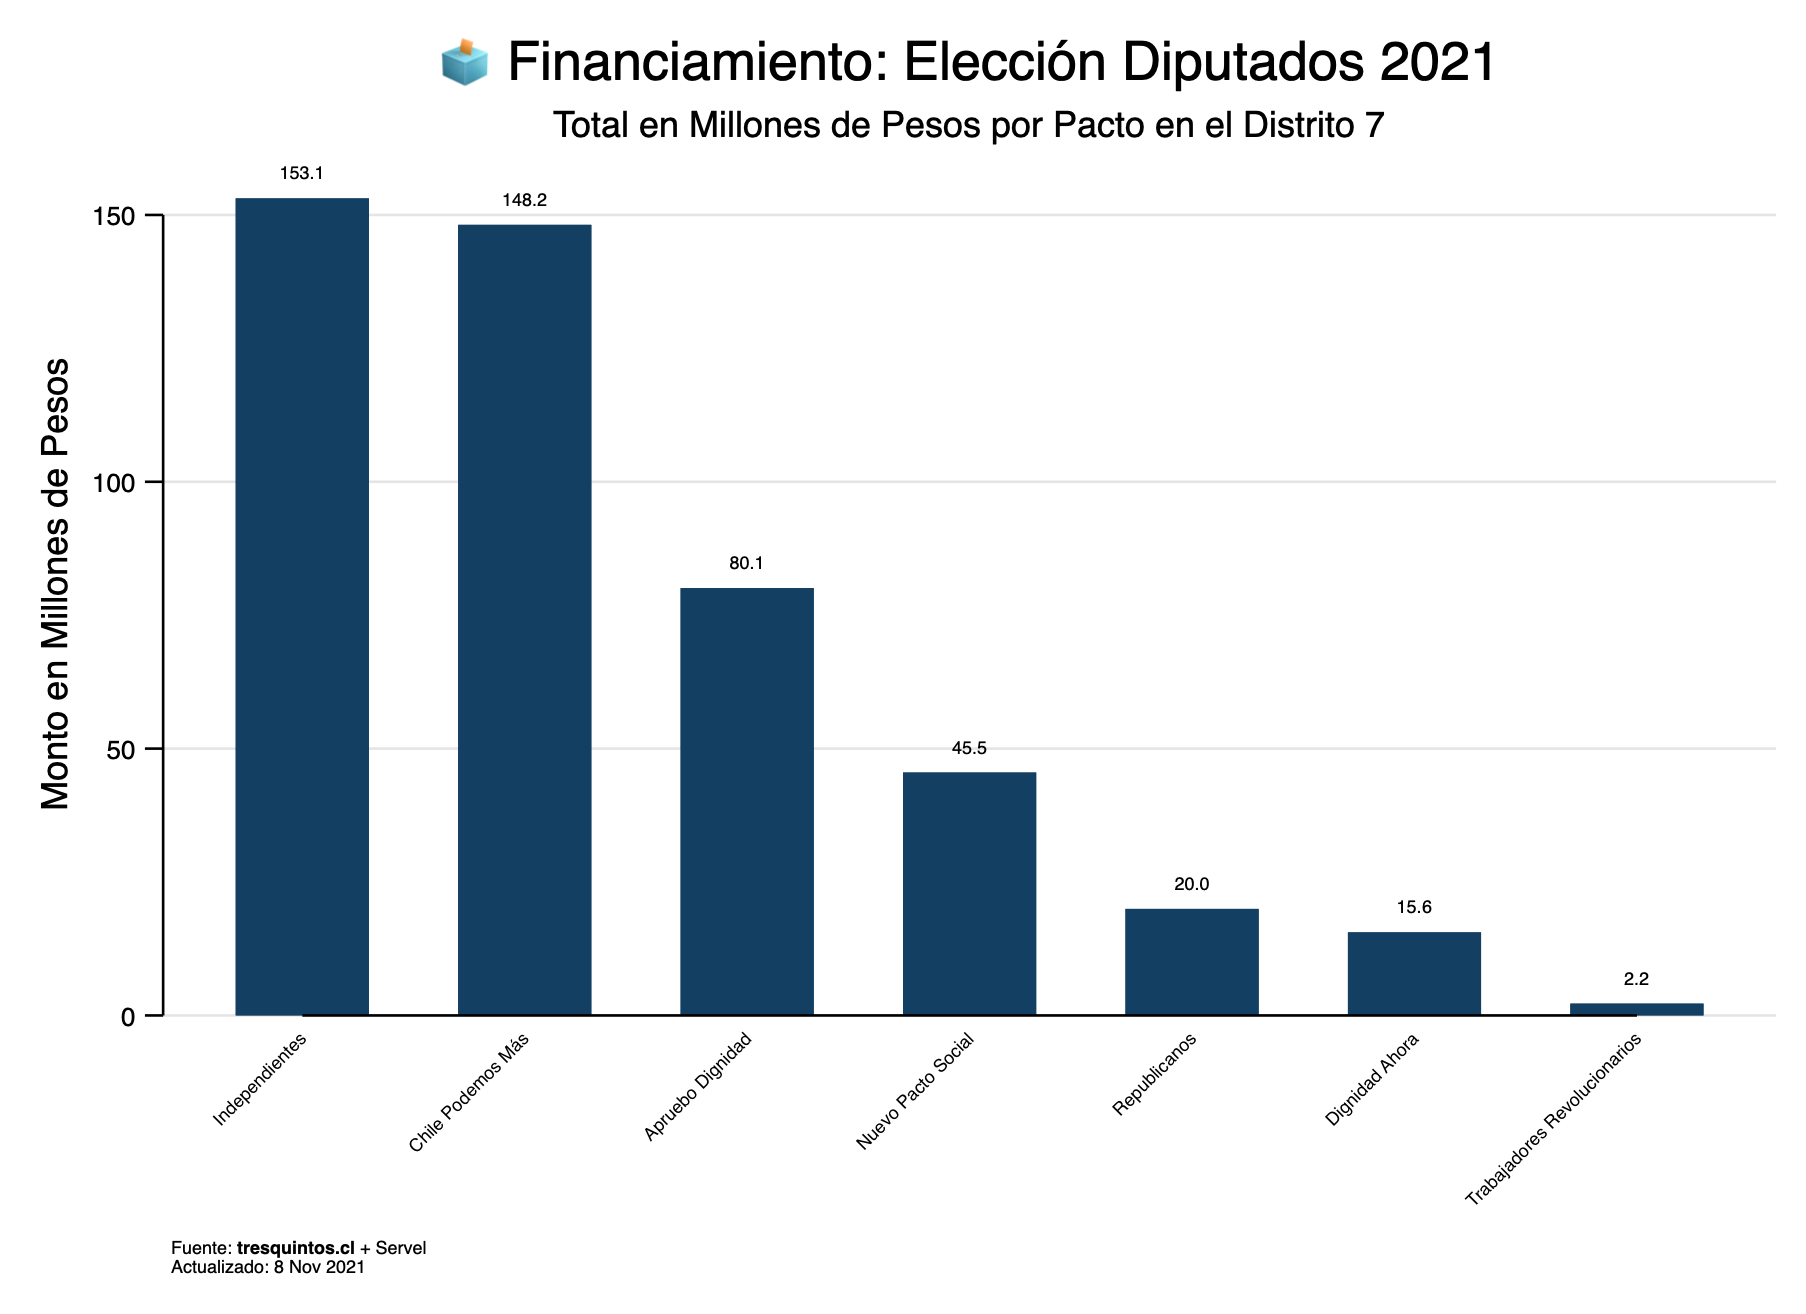 Financiamiento: Elección Diputados 2021
Total en Millones de Pesos por Pacto en el Distrito 7
Monto en Millones de Pesos
150
100
50
0
153.1
148.2
80.1
45.5
20.0
15.6
2.2
Independientes
Chile Podemos Más
Apruebo Dignidad
Nuevo Pacto Social
Republicanos
Dignidad Ahora
Trabajadores Revolucionarios
Fuente: tresquintos.cl + Servel
Actualizado: 8 Nov 2021